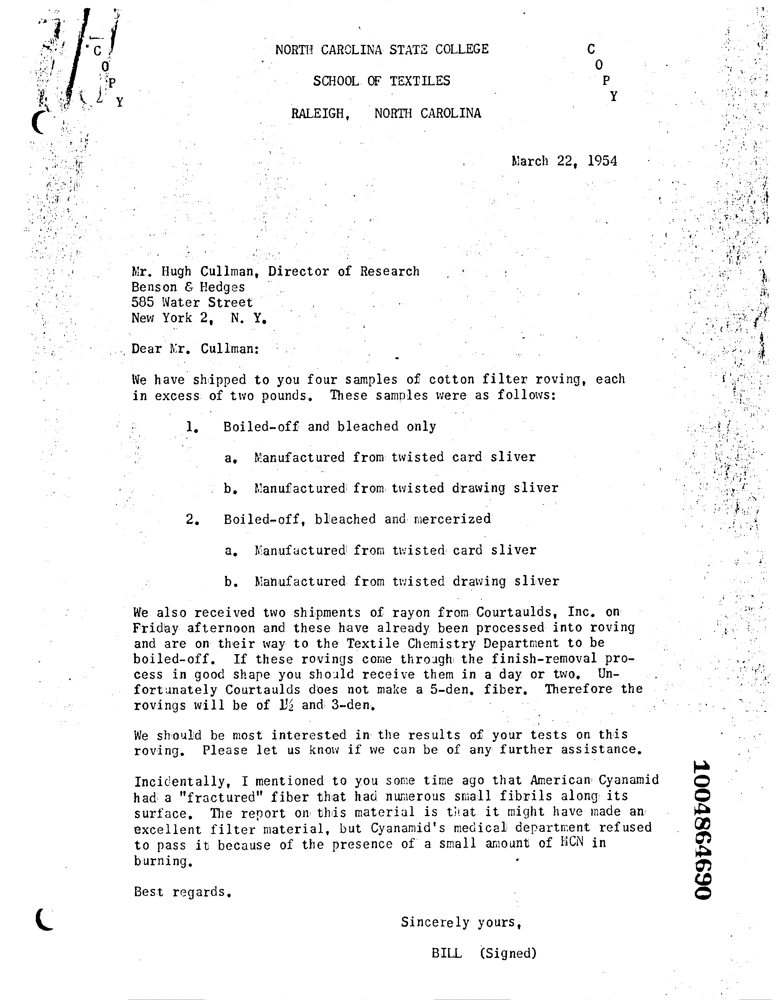 C
O
P
Y
NORTH CAROLINA STATE COLLEGE
SCHOOL OF TEXTILES
RALEIGH, NORTH CAROLINA
C
O
P
Y
March 22, 1954
Mr. Hugh Cullman, Director of Research
Benson & Hedges
585 Water Street
New York 2, N. Y.
Dear Mr. Cullman:
We have shipped to you four samples of cotton filter roving, each
in excess of two pounds. These samples were as follows:
1. Boiled-off and bleached only
a. Manufactured from twisted card sliver
b. Manufactured from twisted drawing sliver
2. Boiled-off, bleached and mercerized
a. Manufactured from twisted card sliver
b. Manufactured from twisted drawing sliver
We also received two shipments of rayon from Courtaulds, Inc. on
Friday afternoon and these have already been processed into roving
and are on their way to the Textile Chemistry Department to be
boiled-off. If these rovings come through the finish-removal pro-
cess in good shape you should receive them in a day or two. Un-
fortunately Courtaulds does not make a 5-den. fiber. Therefore the
rovings will be of 1½ and 3-den.
We should be most interested in the results of your tests on this
roving. Please let us know if we can be of any further assistance.
Incidentally, I mentioned to you some time ago that American Cyanamid
had a "fractured" fiber that had numerous small fibrils along its
surface. The report on this material is that it might have made an
excellent filter material, but Cyanamid's medical department refused
to pass it because of the presence of a small amount of HCN in
burning.
Best regards.
Sincerely yours,
BILL (Signed)
1004864690